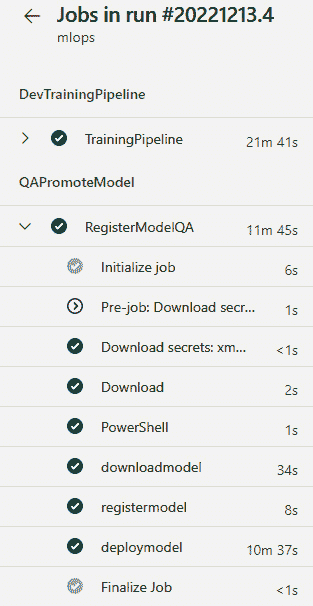 Jobs in run #20221213.4
mlops
DevTrainingPipeline
TrainingPipeline 21m 41s
QAPromoteModel
RegisterModelQA 11m 45s
Initialize job 6s
Pre-job: Download secr... 1s
Download secrets: xm... <1s
Download 2s
PowerShell 1s
downloadmodel 34s
registermodel 8s
deploymodel 10m 37s
Finalize Job <1s